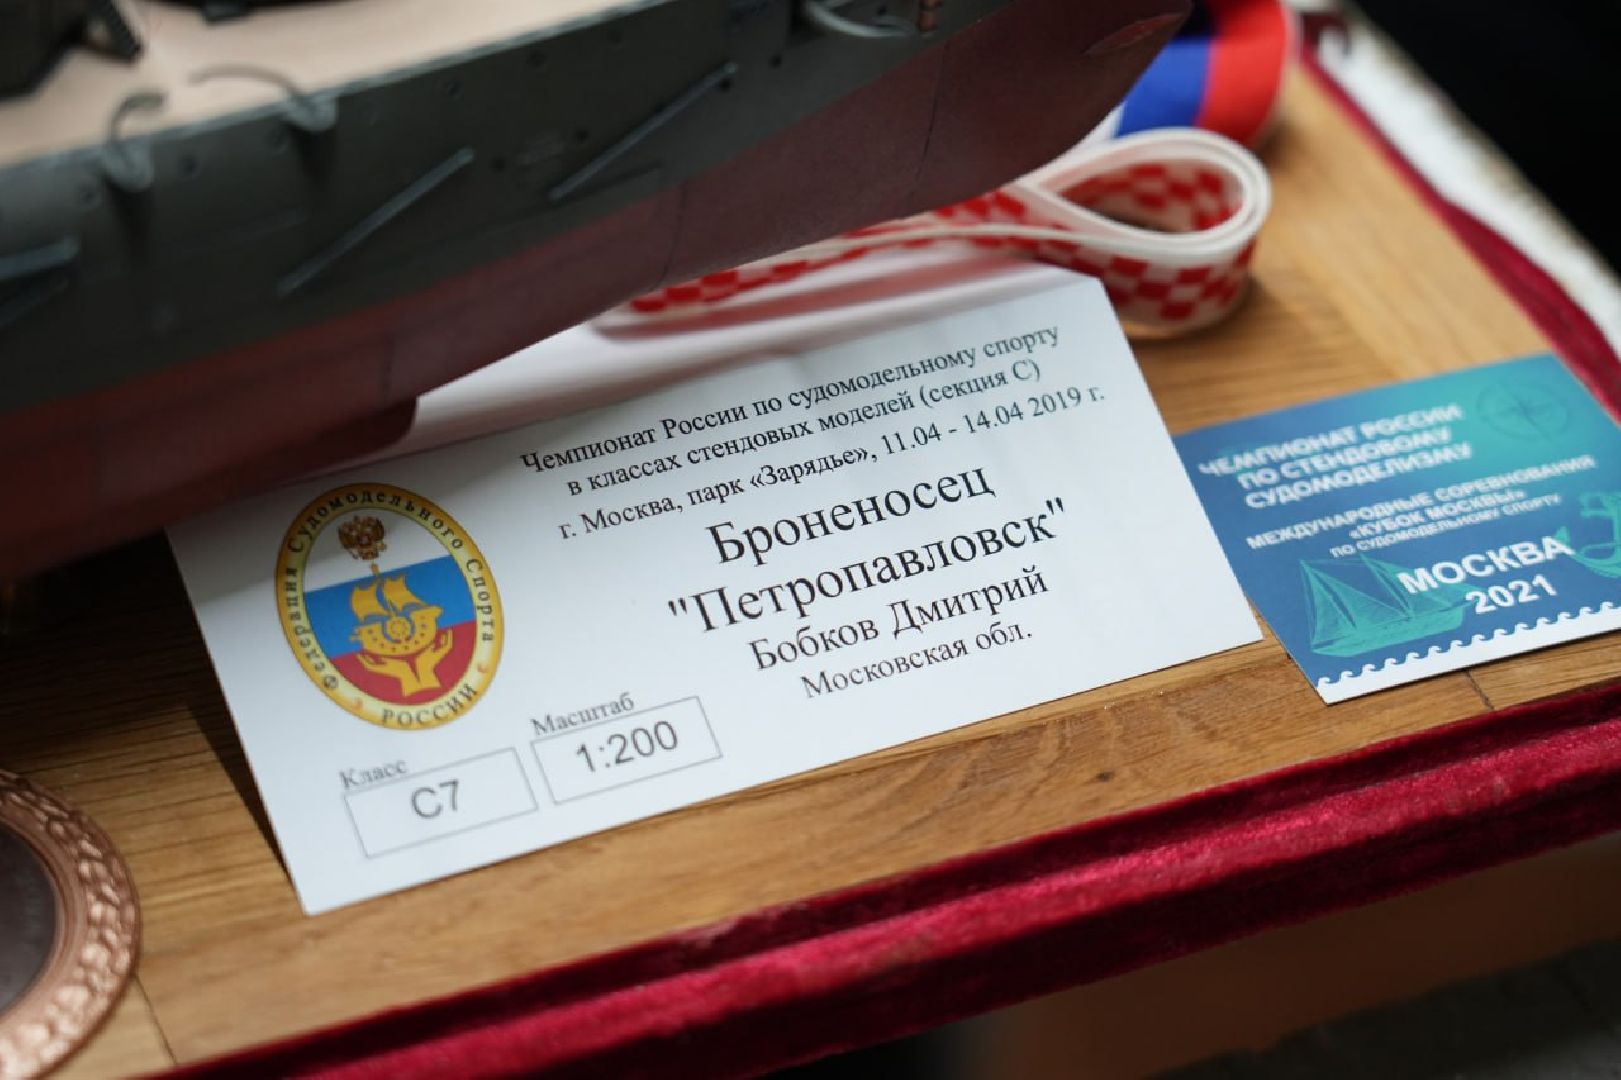 Чемпионат России по судомодельному спорту
в классах стендовых моделей (секция С)
г. Москва, парк «Зарядье», 11.04 - 14.04 2019 г.
Броненосец
"Петропавловск"
Бобков Дмитрий
Московская обл.
Федерация Судомодельного Спорта
РОССИИ
Класс
C7
Масштаб
1:200
ЧЕМПИОНАТ РОССИИ
ПО СТЕНДОВОМУ
СУДОМОДЕЛИЗМУ
МЕЖДУНАРОДНЫЕ СОРЕВНОВАНИЯ
«КУБОК МОСКВЫ»
ПО СУДОМОДЕЛЬНОМУ СПОРТУ
МОСКВА
2021